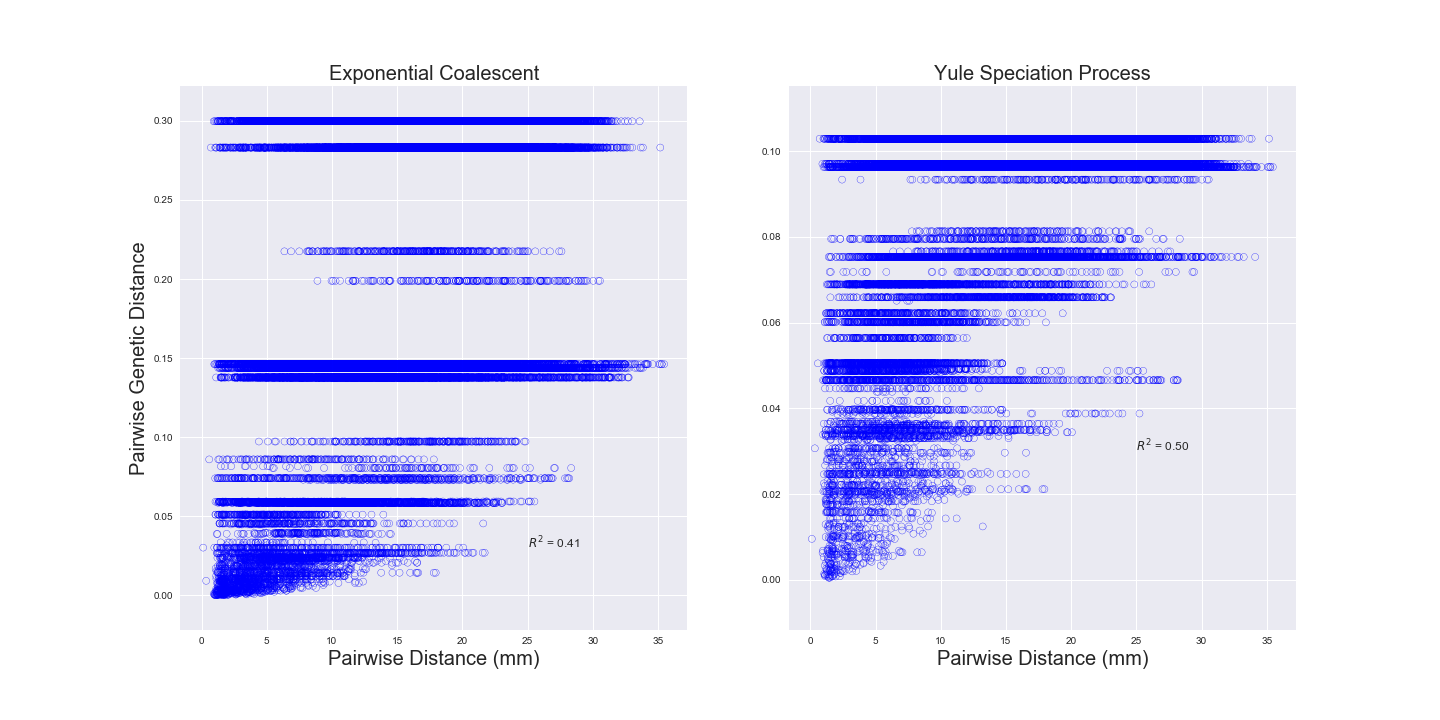 Exponential Coalescent
0.30
0.25
0.20
0.15
0.10
0.05
0.00
Pairwise Genetic Distance
R² = 0.41
0 5 10 15 20 25 30 35
Pairwise Distance (mm)
Yule Speciation Process
0.10
0.08
0.06
0.04
0.02
0.00
R² = 0.50
0 5 10 15 20 25 30 35
Pairwise Distance (mm)